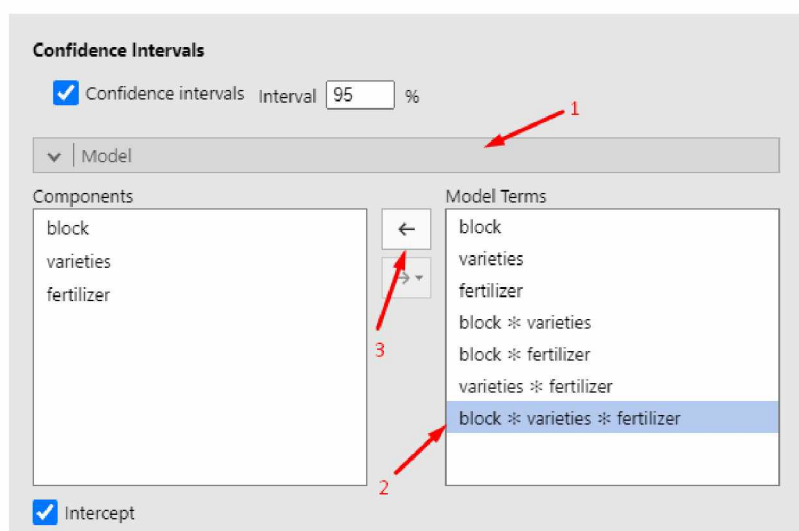 Confidence Intervals
Confidence intervals Interval 95 %
1
Model
Components
block
varieties
fertilizer
Model Terms
block
varieties
fertilizer
block ✻ varieties
block ✻ fertilizer
varieties ✻ fertilizer
block ✻ varieties ✻ fertilizer
3
2
Intercept